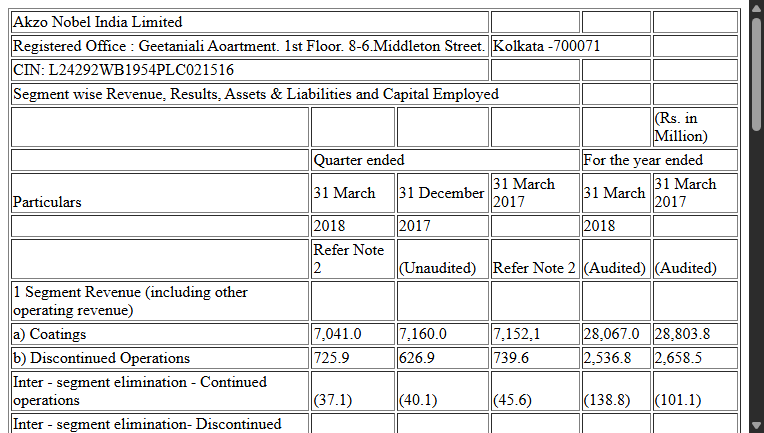 Akzo Nobel India Limited
Registered Office : Geetaniali Aoartment. 1st Floor. 8-6.Middleton Street. Kolkata -700071
CIN: L24292WB1954PLC021516
Segment wise Revenue, Results, Assets & Liabilities and Capital Employed
(Rs. in
Million)
Quarter ended For the year ended
Particulars 31 March 31 December 31 March 2017 31 March 31 March 2017
2018 2017 2018
Refer Note 2 (Unaudited) Refer Note 2 (Audited) (Audited)
1 Segment Revenue (including other
operating revenue)
a) Coatings 7,041.0 7,160.0 7,152,1 28,067.0 28,803.8
b) Discontinued Operations 725.9 626.9 739.6 2,536.8 2,658.5
Inter - segment elimination - Continued
operations (37.1) (40.1) (45.6) (138.8) (101.1)
Inter - segment elimination- Discontinued